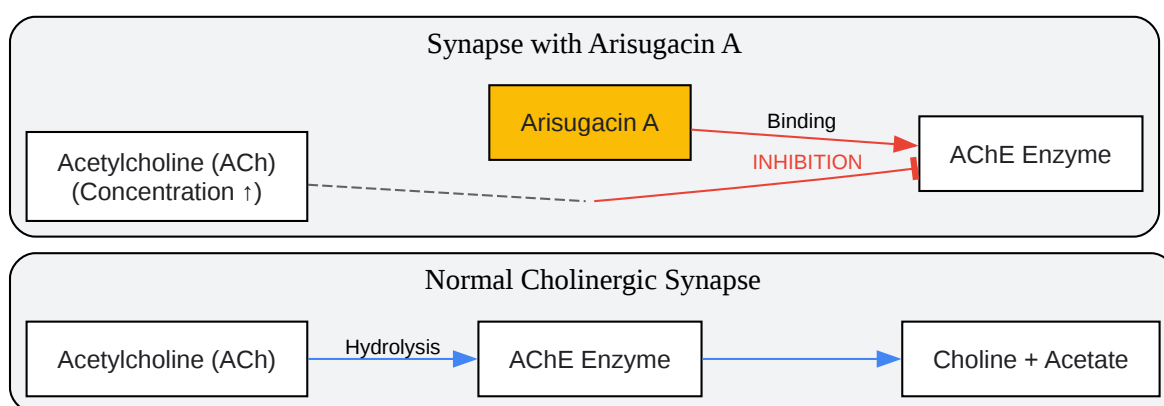 Synapse with Arisugacin A
Arisugacin A
Binding
AChE Enzyme
INHIBITION
Acetylcholine (ACh)
(Concentration ↑)
Normal Cholinergic Synapse
Acetylcholine (ACh)
Hydrolysis
AChE Enzyme
Choline + Acetate